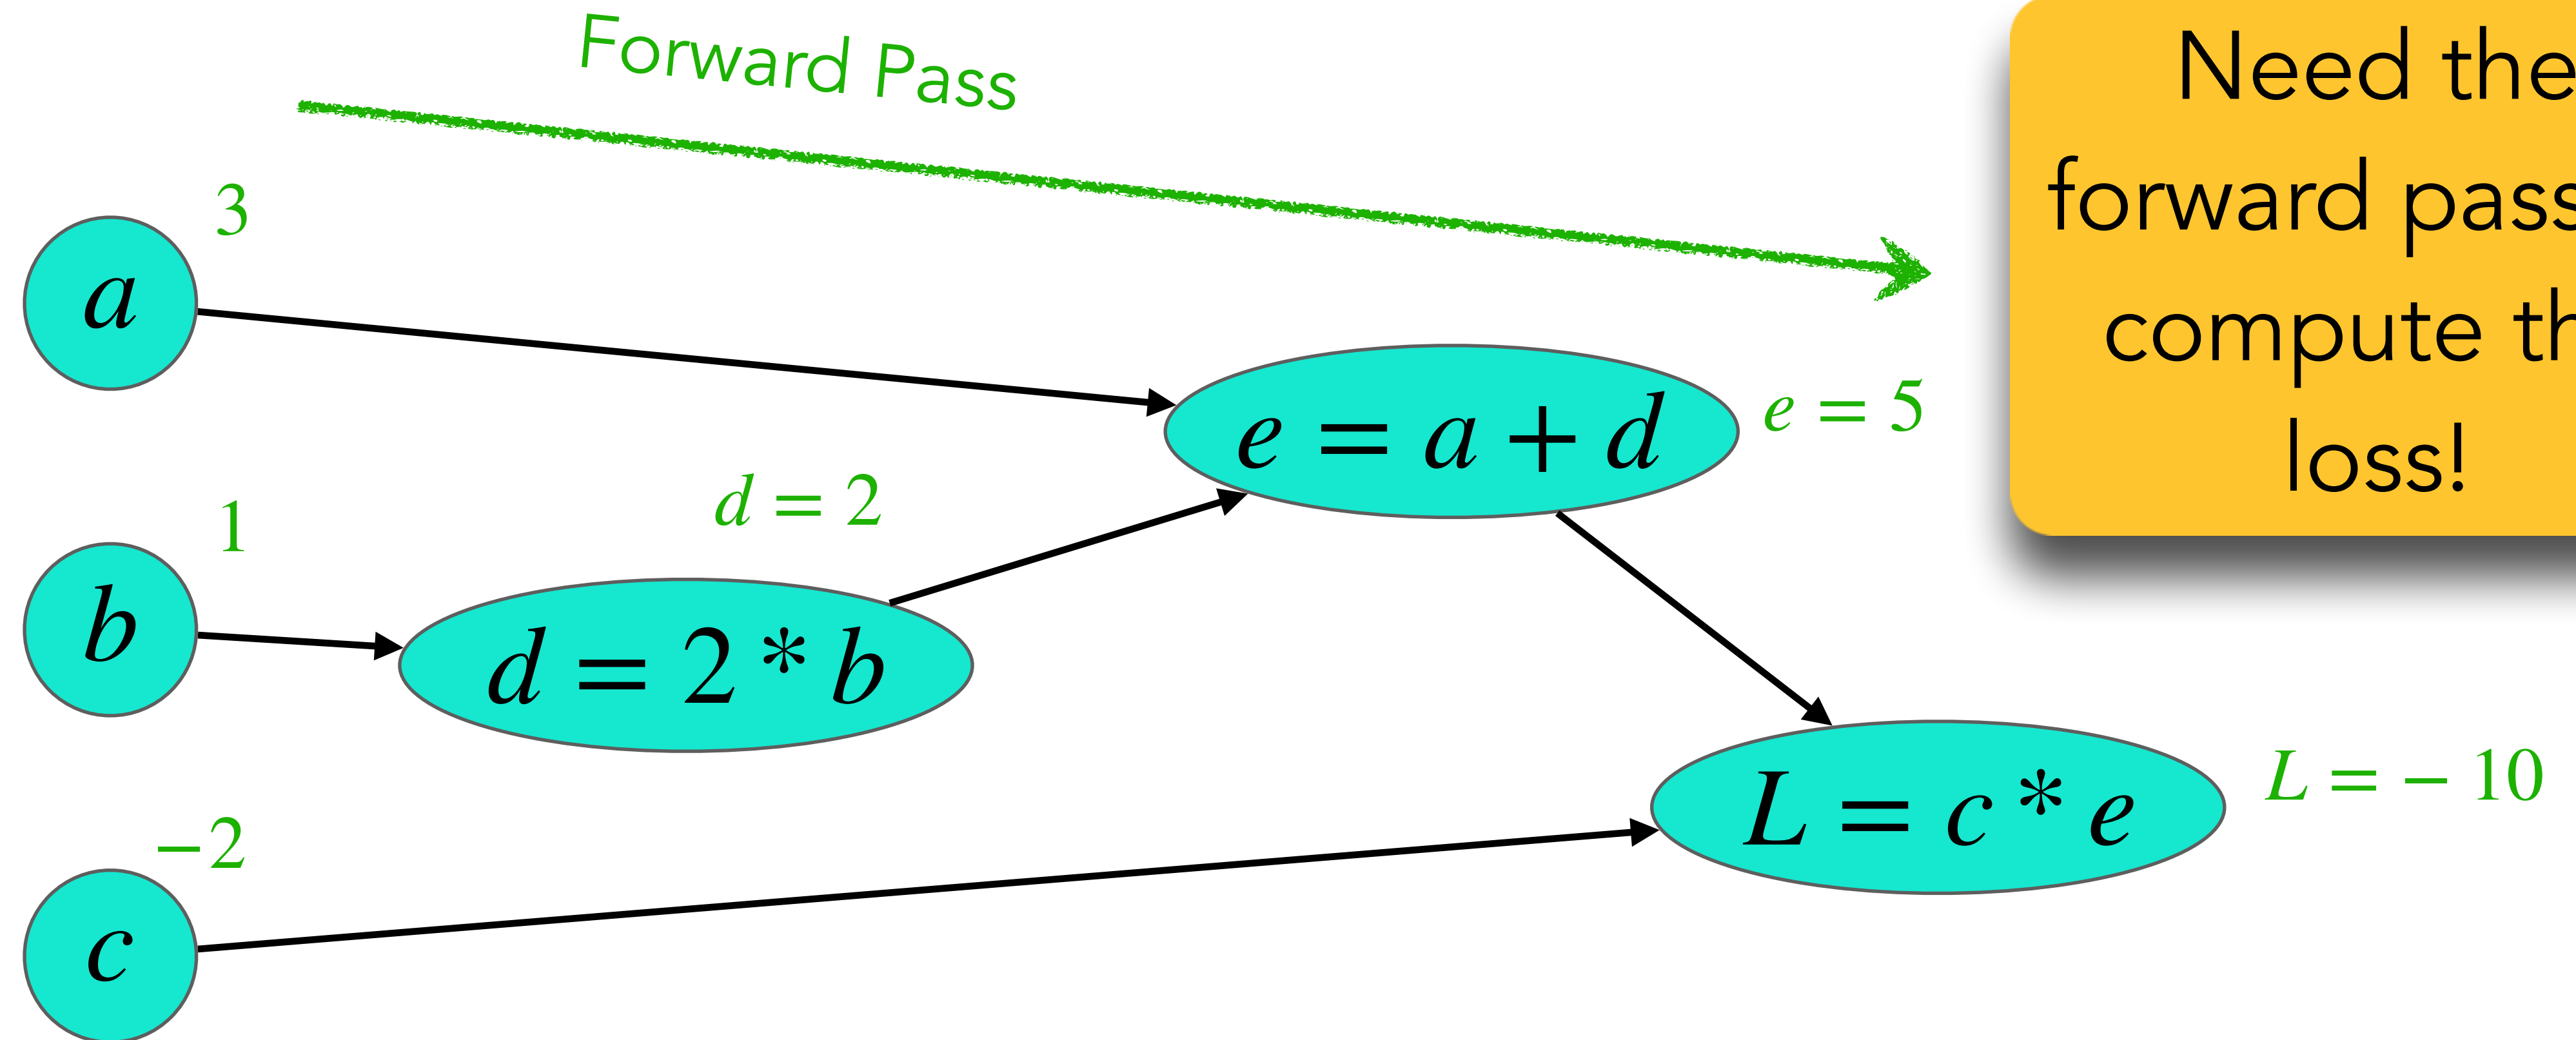 Forward Pass
Need the
forward pass
compute th
loss!
3
a
e = a + d
e = 5
1
d = 2
b
d = 2 * b
−2
c
L = c * e
L = − 10